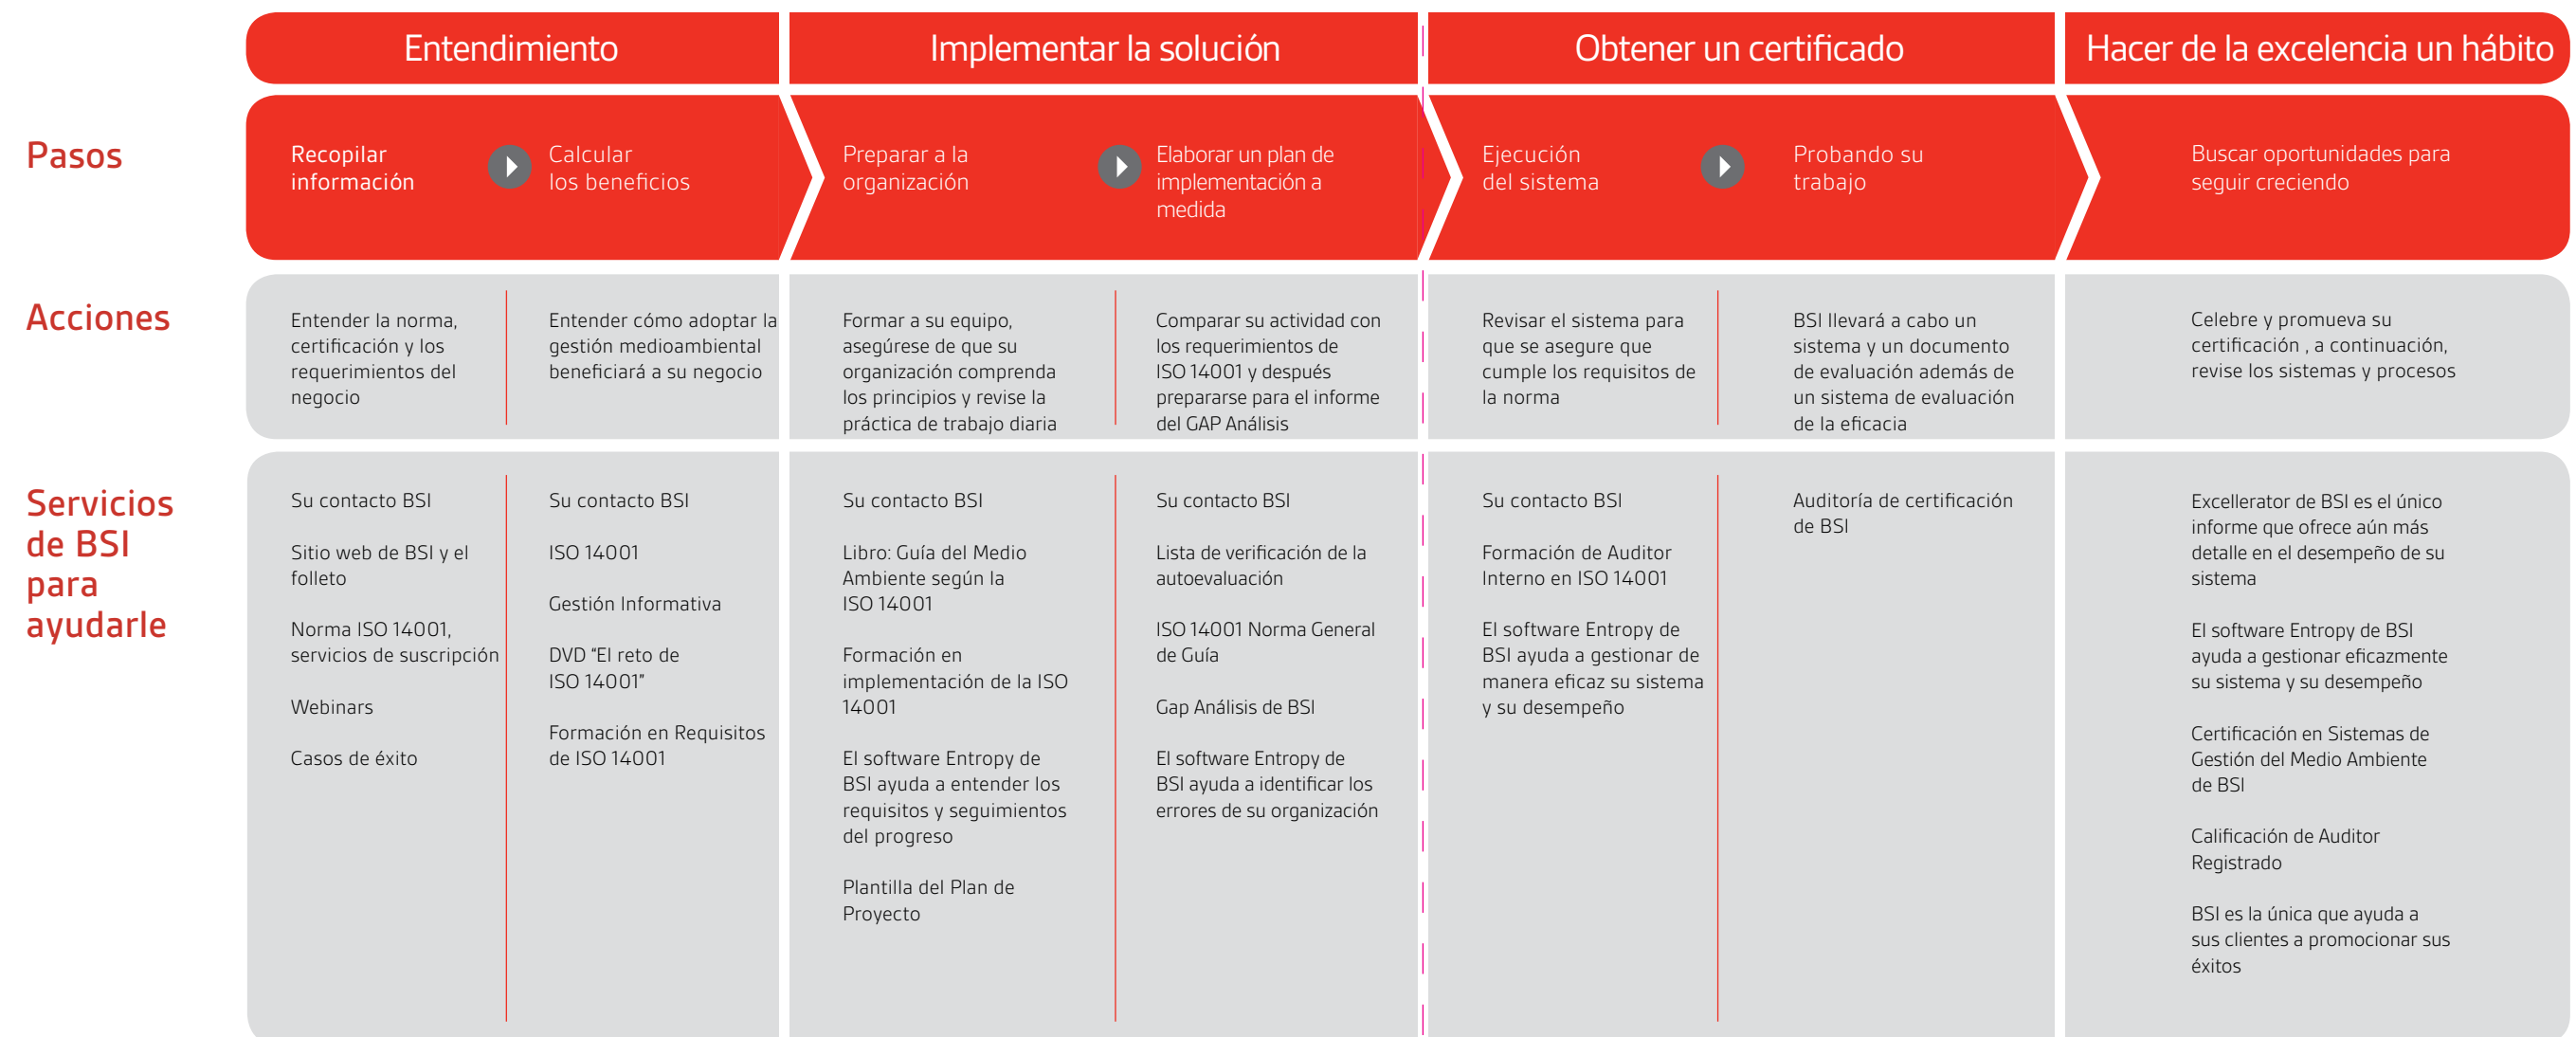 Entendimiento
Implementar la solución
Obtener un certificado
Hacer de la excelencia un hábito
Pasos
Recopilar
información
Calcular
los beneficios
Preparar a la
organización
Elaborar un plan de
implementación a
medida
Ejecución
del sistema
Probando su
trabajo
Buscar oportunidades para
seguir creciendo
Acciones
Entender la norma,
certificación y los
requerimientos del
negocio
Entender cómo adoptar la
gestión medioambiental
beneficiará a su negocio
Formar a su equipo,
asegúrese de que su
organización comprenda
los principios y revise la
práctica de trabajo diaria
Comparar su actividad con
los requerimientos de
ISO 14001 y después
prepararse para el informe
del GAP Análisis
Revisar el sistema para
que se asegure que
cumple los requisitos de
la norma
BSI llevará a cabo un
sistema y un documento
de evaluación además de
un sistema de evaluación
de la eficacia
Celebre y promueva su
certificación , a continuación,
revise los sistemas y procesos
Servicios
de BSI
para
ayudarle
Su contacto BSI
Sitio web de BSI y el
folleto
Norma ISO 14001,
servicios de suscripción
Webinars
Casos de éxito
Su contacto BSI
ISO 14001
Gestión Informativa
DVD "El reto de
ISO 14001"
Formación en Requisitos
de ISO 14001
Su contacto BSI
Libro: Guía del Medio
Ambiente según la
ISO 14001
Formación en
implementación de la ISO
14001
El software Entropy de
BSI ayuda a entender los
requisitos y seguimientos
del progreso
Plantilla del Plan de
Proyecto
Su contacto BSI
Lista de verificación de la
autoevaluación
ISO 14001 Norma General
de Guía
Gap Análisis de BSI
El software Entropy de
BSI ayuda a identificar los
errores de su organización
Su contacto BSI
Formación de Auditor
Interno en ISO 14001
El software Entropy de
BSI ayuda a gestionar de
manera eficaz su sistema
y su desempeño
Auditoría de certificación
de BSI
Excellerator de BSI es el único
informe que ofrece aún más
detalle en el desempeño de su
sistema
El software Entropy de BSI
ayuda a gestionar eficazmente
su sistema y su desempeño
Certificación en Sistemas de
Gestión del Medio Ambiente
de BSI
Calificación de Auditor
Registrado
BSI es la única que ayuda a
sus clientes a promocionar sus
éxitos